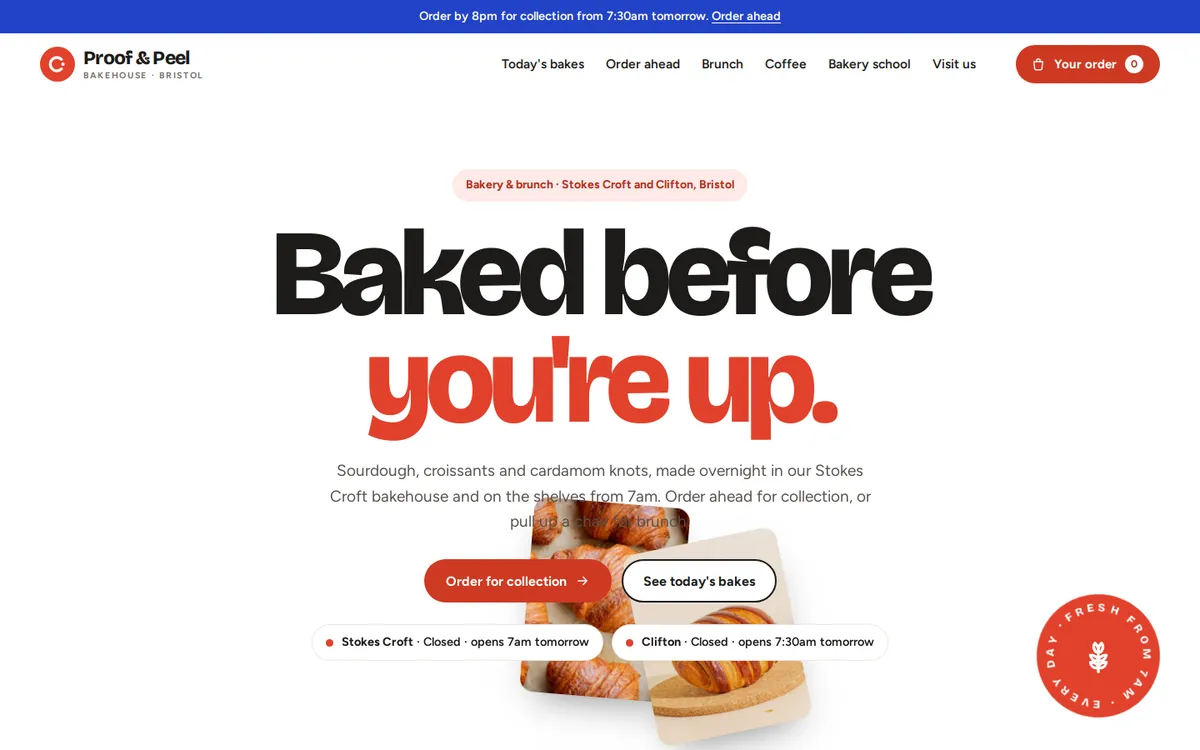 Order by 8pm for collection from 7:30am tomorrow. Order ahead
Proof & Peel
BAKEHOUSE · BRISTOL
Today's bakes
Order ahead
Brunch
Coffee
Bakery school
Visit us
Your order 0
Bakery & brunch · Stokes Croft and Clifton, Bristol
Baked before
you're up.
Sourdough, croissants and cardamom knots, made overnight in our Stokes
Croft bakehouse and on the shelves from 7am. Order ahead for collection, or
pull up a chair for brunch.
Order for collection →
See today's bakes
Stokes Croft · Closed · opens 7am tomorrow
Clifton · Closed · opens 7:30am tomorrow
FRESH FROM 7AM · EVERY DAY ·